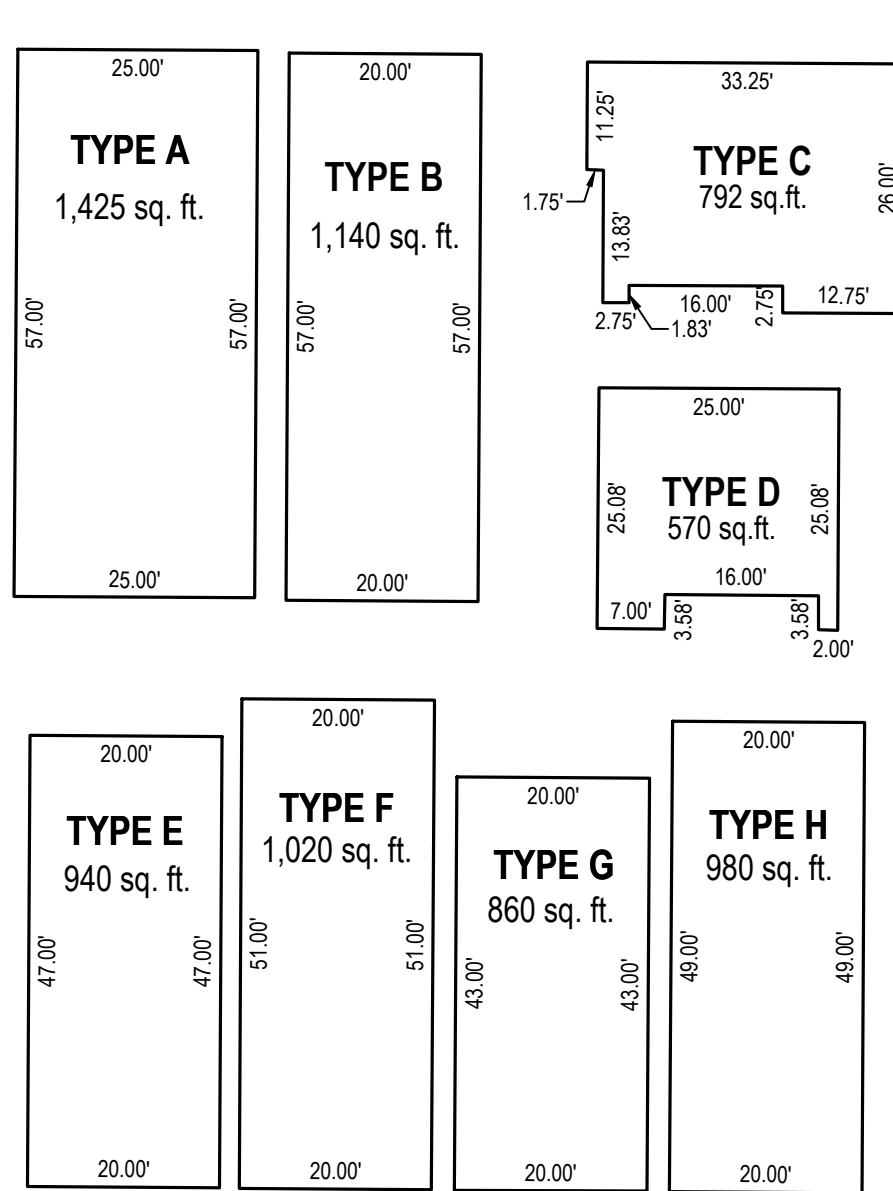 25.00'
TYPE A
1,425 sq. ft.
57.00'
57.00'
25.00'
20.00'
TYPE B
1,140 sq. ft.
57.00'
57.00'
20.00'
33.25'
11.25'
TYPE C
792 sq.ft.
26.00'
1.75'
13.83'
2.75'
1.83'
16.00'
2.75'
12.75'
25.00'
TYPE D
570 sq.ft.
25.08'
25.08'
16.00'
7.00'
3.58'
3.58'
2.00'
20.00'
TYPE E
940 sq. ft.
47.00'
47.00'
20.00'
20.00'
TYPE F
1,020 sq. ft.
51.00'
51.00'
20.00'
20.00'
TYPE G
860 sq. ft.
43.00'
43.00'
20.00'
20.00'
TYPE H
980 sq. ft.
49.00'
49.00'
20.00'